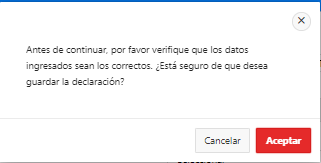 Antes de continuar, por favor verifique que los datos
ingresados sean los correctos. ¿Está seguro de que desea
guardar la declaración?
Cancelar Aceptar